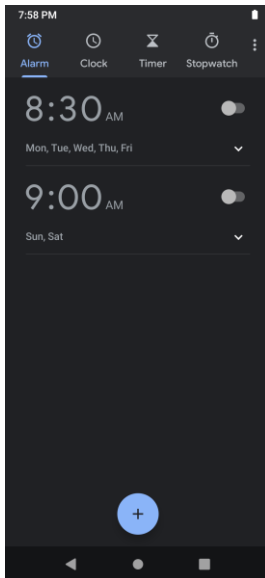 7:58 PM
Alarm Clock Timer Stopwatch
8:30 AM
Mon, Tue, Wed, Thu, Fri
9:00 AM
Sun, Sat